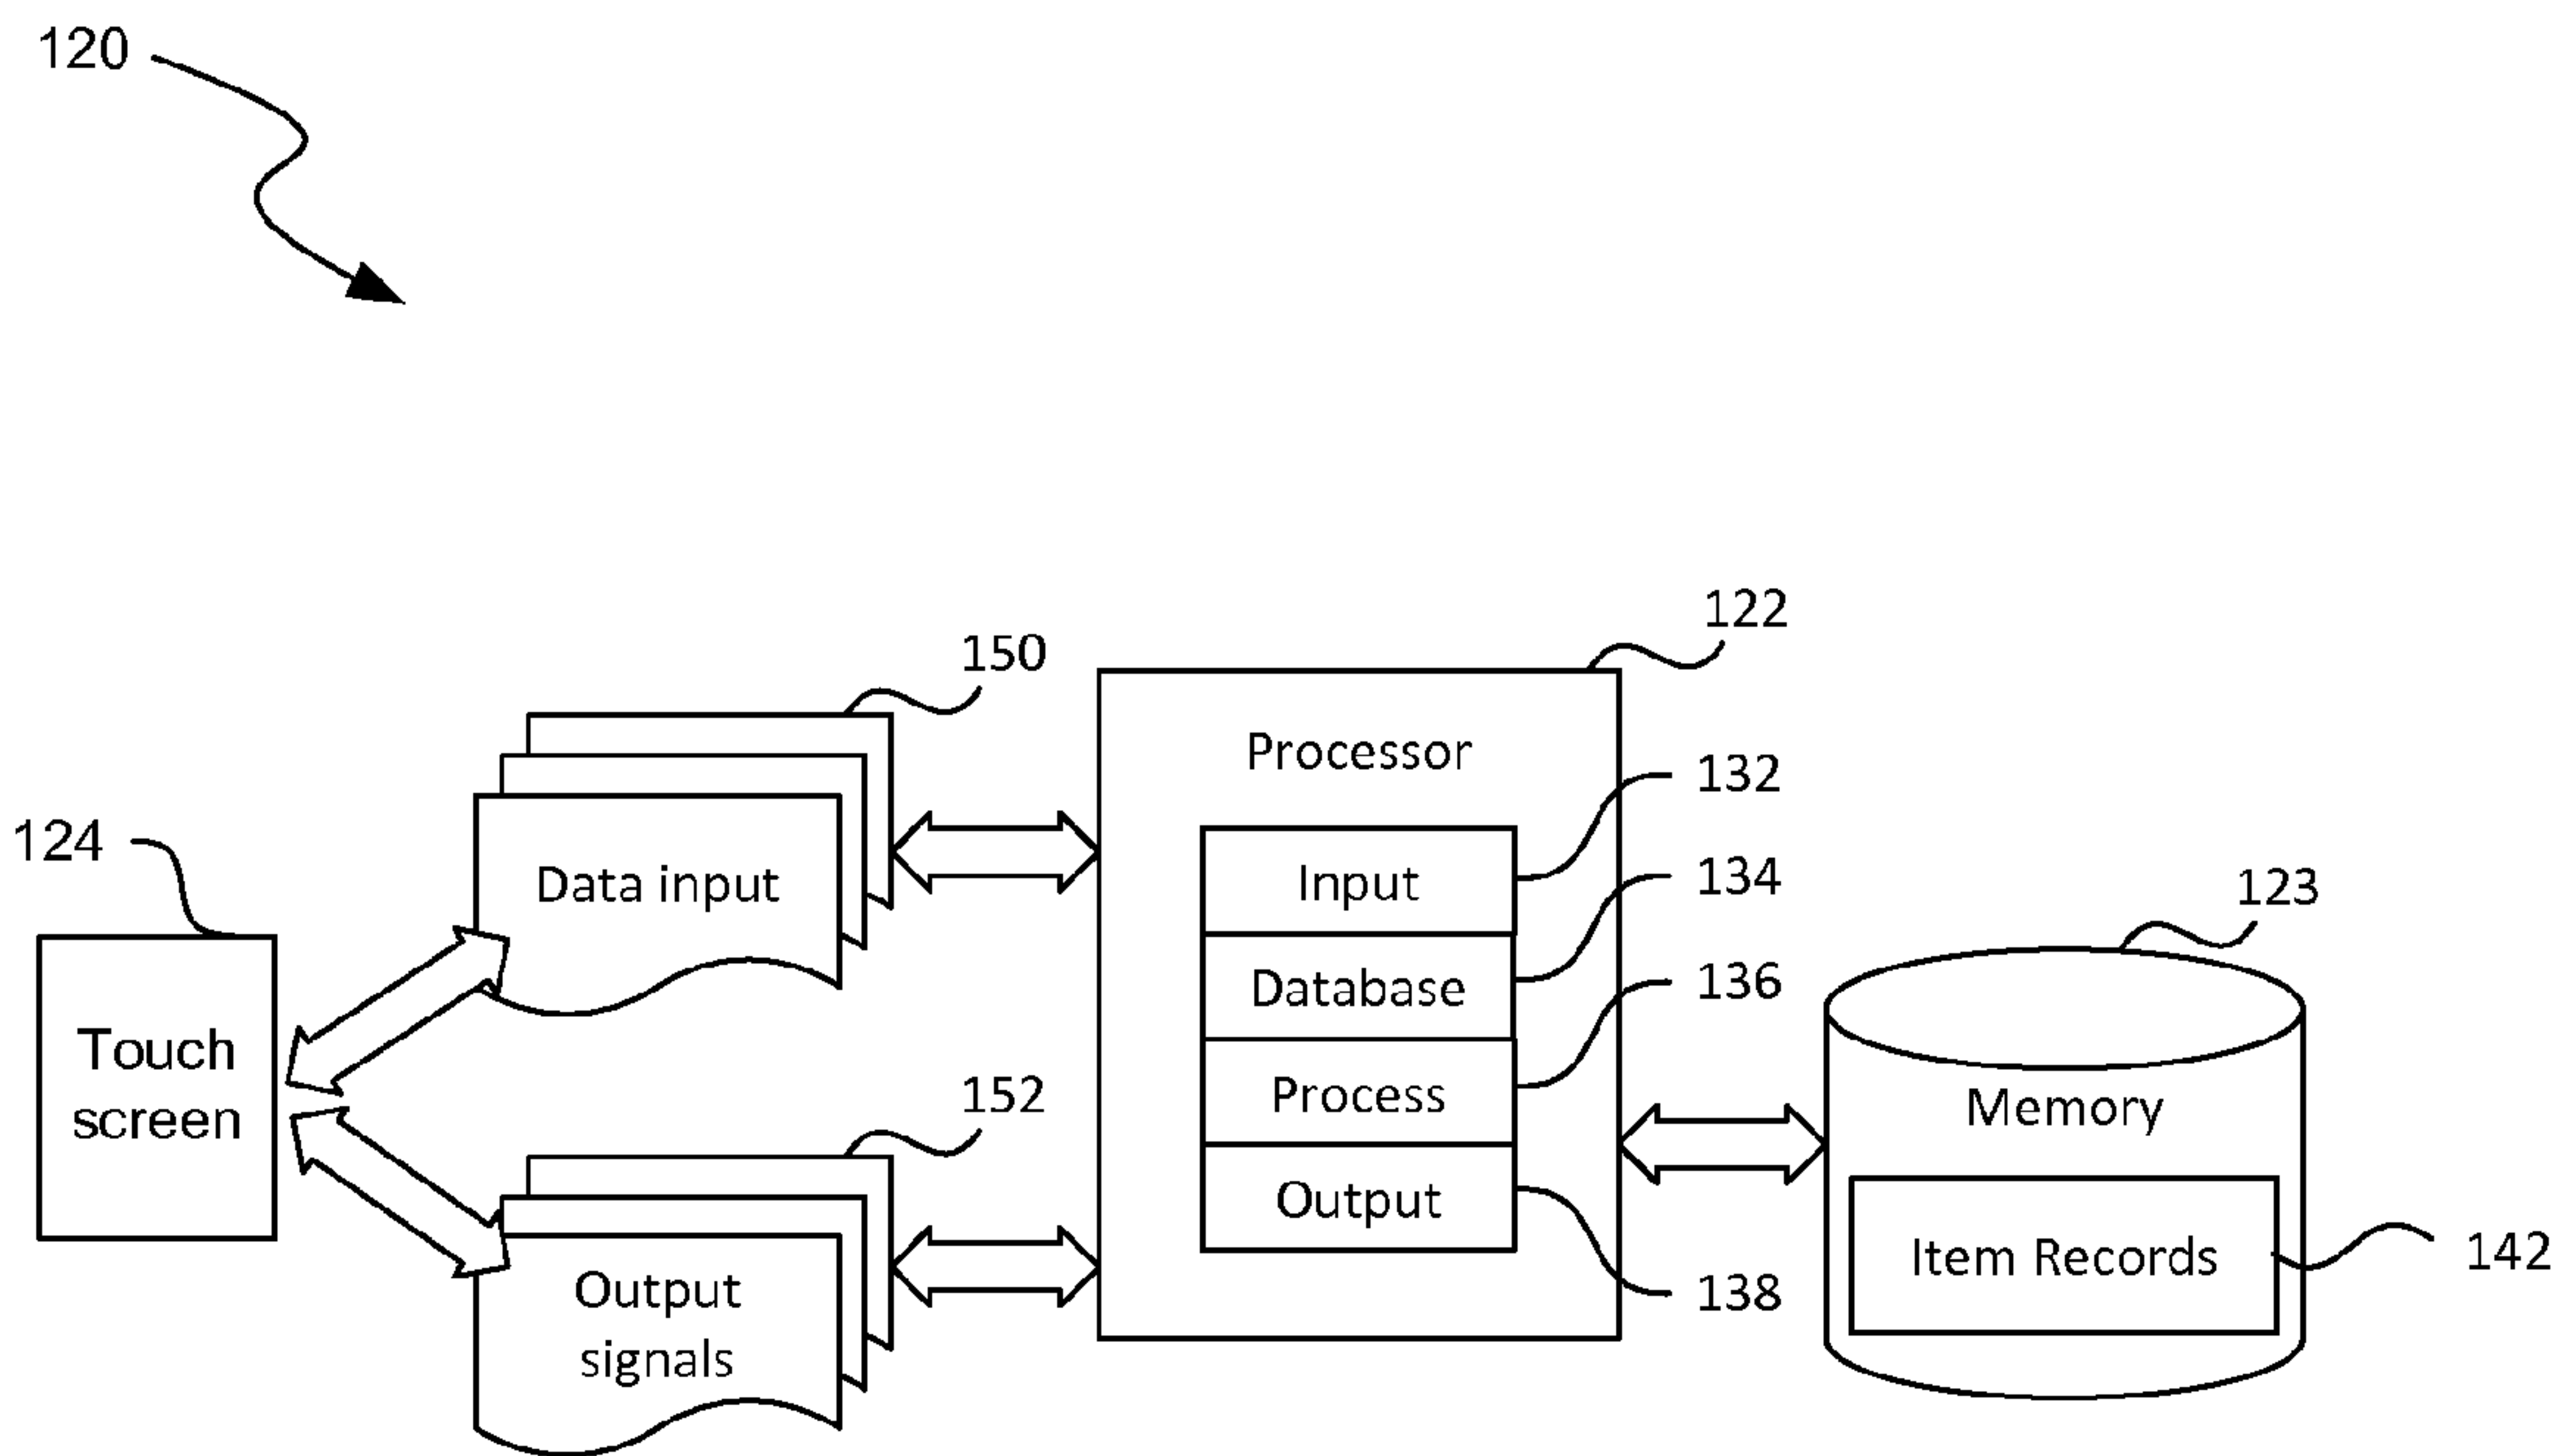 120
122
150
Processor
132
124
Data input
Input
134
123
Database
136
Touch
screen
152
Process
Memory
Output
138
Item Records
142
Output
signals